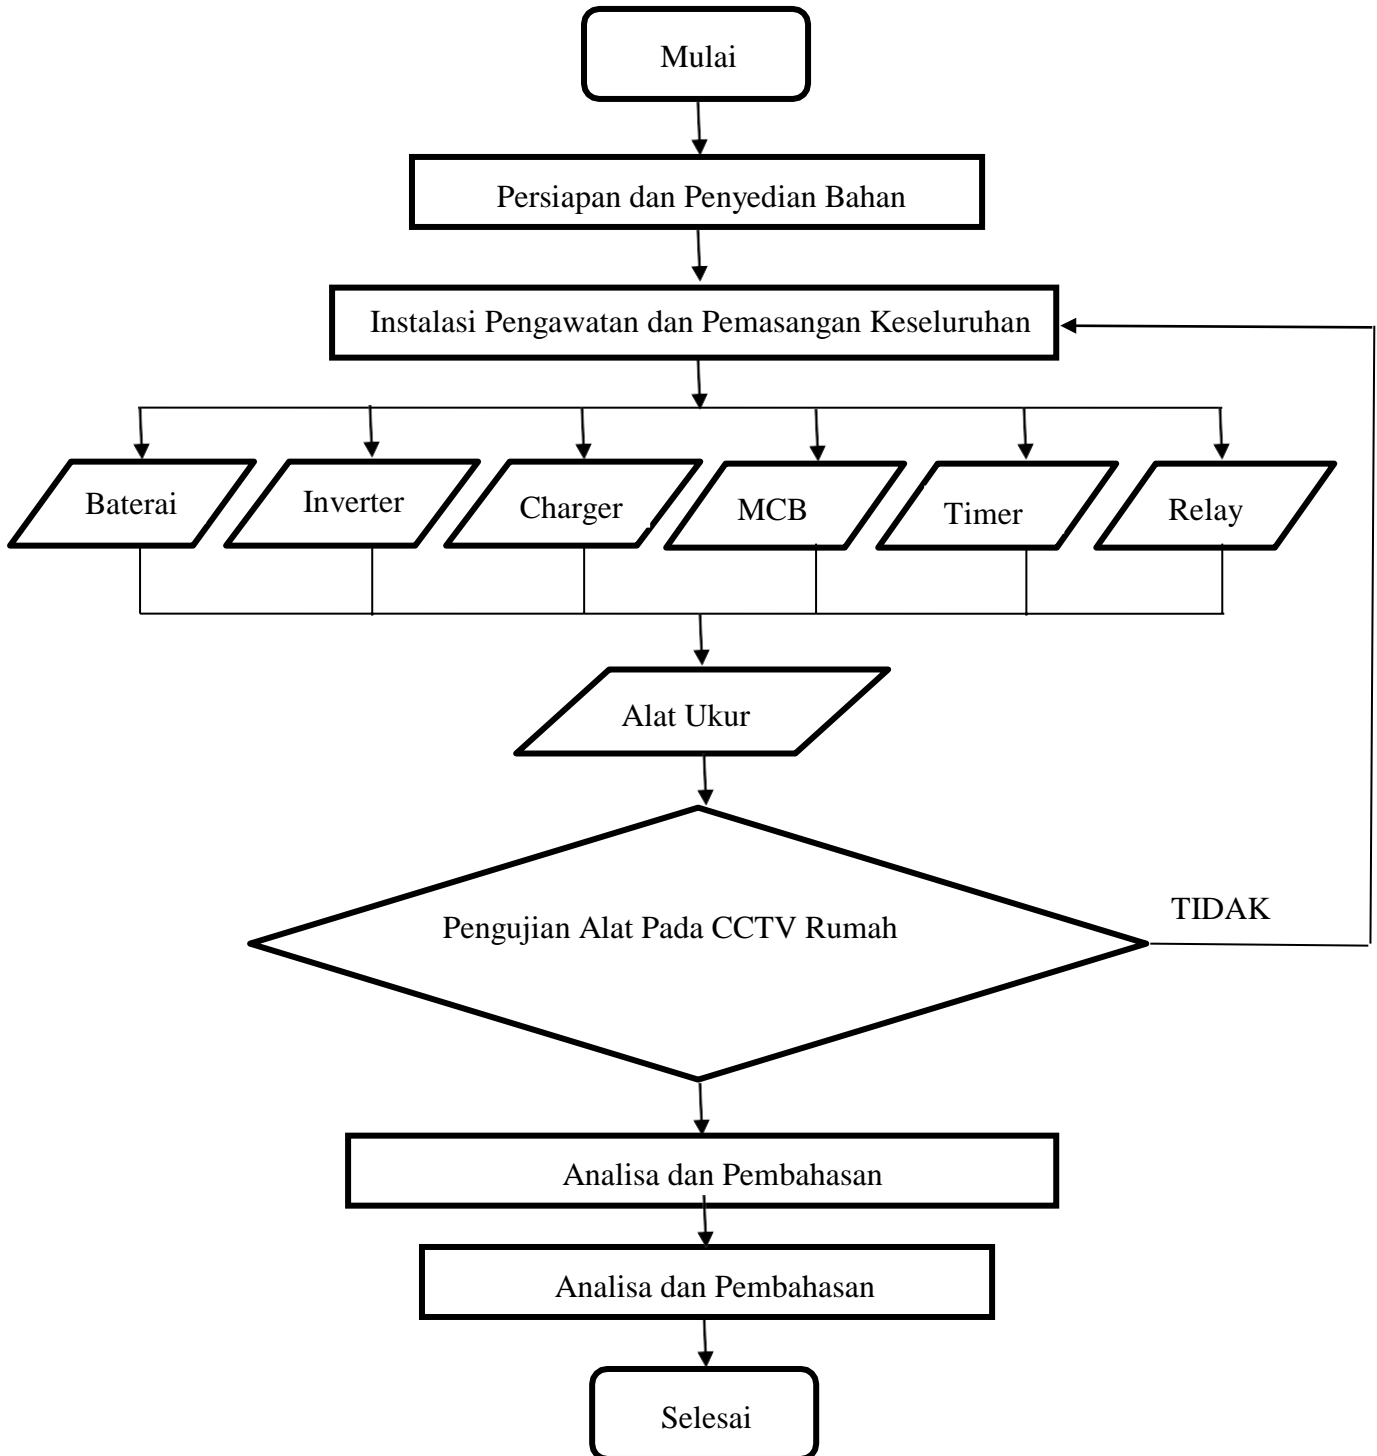 Mulai
Persiapan dan Penyedian Bahan
Instalasi Pengawatan dan Pemasangan Keseluruhan
Baterai
Inverter
Charger
MCB
Timer
Relay
Alat Ukur
Pengujian Alat Pada CCTV Rumah
TIDAK
Analisa dan Pembahasan
Analisa dan Pembahasan
Selesai